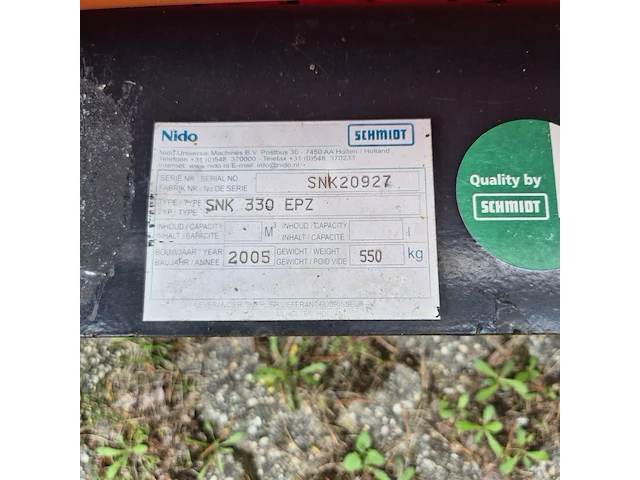 Nido SCHMIDT
Nido Universal Machines B.V. Postbus 30 - 7450 AA Holten / Holland
Telefoon +31 (0)548 370000 - Telefax +31 (0)548 370233
Internet: www.nido.nl E-mail: info@nido.nl
SERIE NR. / SERIAL NO
FABRIK NR / No DE SERIE
SNK20927
TYPE / TYPE
TYP / TYPE
SNK 330 EPZ
INHOUD / CAPACITY
INHALT / CAPACITÉ
M³
INHOUD / CAPACITY
INHALT / CAPACITÉ
l
BOUWJAAR / YEAR
BAUJAHR / ANNÉE
2005
GEWICHT / WEIGHT
GEWICHT / POID VIDE
550
kg
Quality by
SCHMIDT